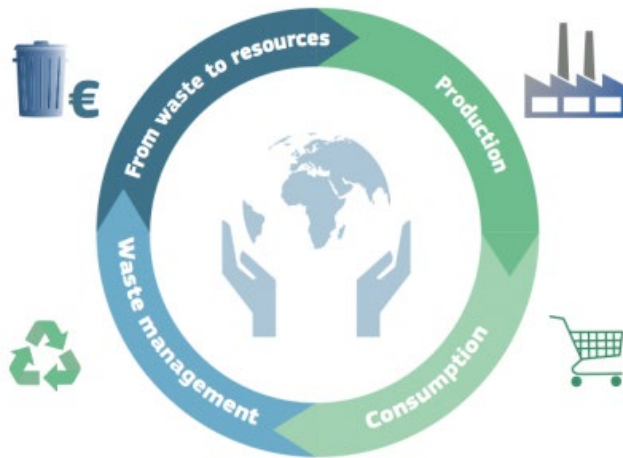 From waste to resources
Production
€
Waste management
Consumption